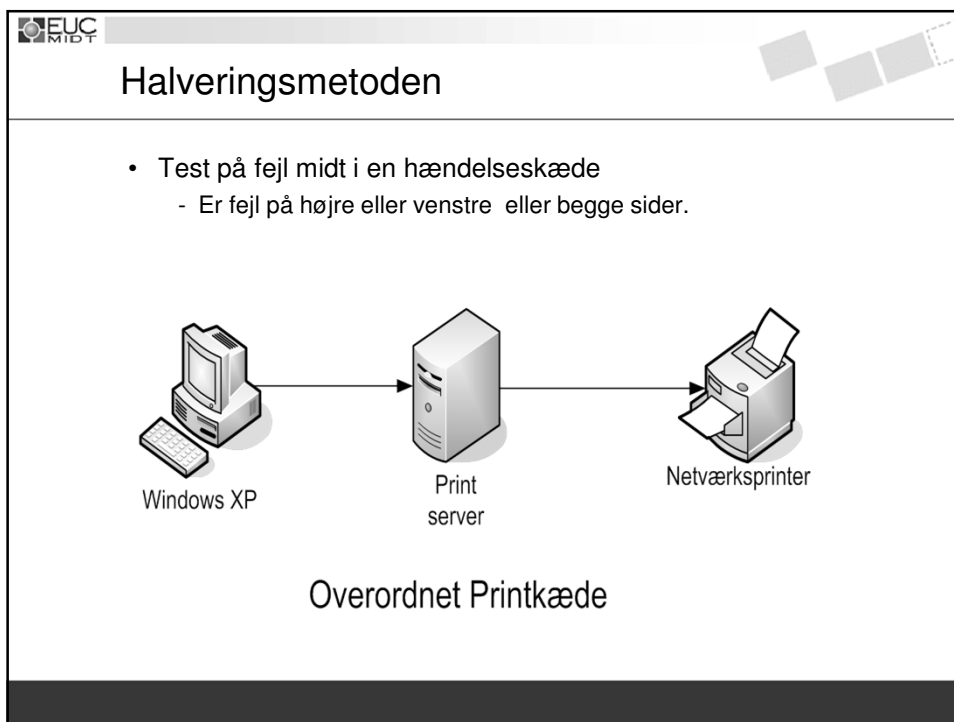 EUC
MIDT
Halveringsmetoden
• Test på fejl midt i en hændelseskæde
- Er fejl på højre eller venstre eller begge sider.
Windows XP
Print
server
Netværksprinter
Overordnet Printkæde